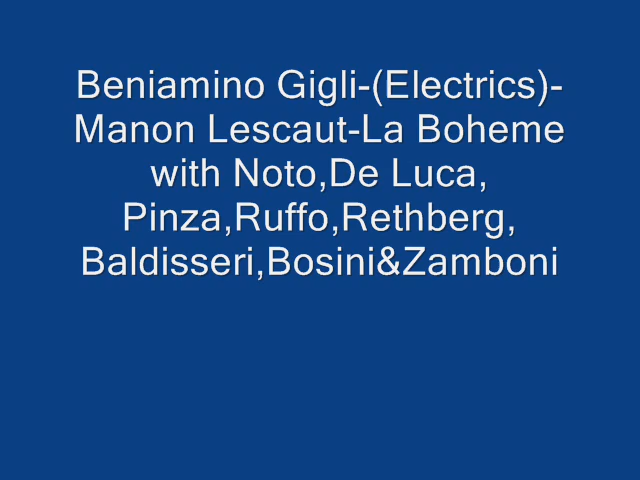 Beniamino Gigli-(Electrics)-
Manon Lescaut-La Boheme
with Noto,De Luca,
Pinza,Ruffo,Rethberg,
Baldisseri,Bosini&Zamboni